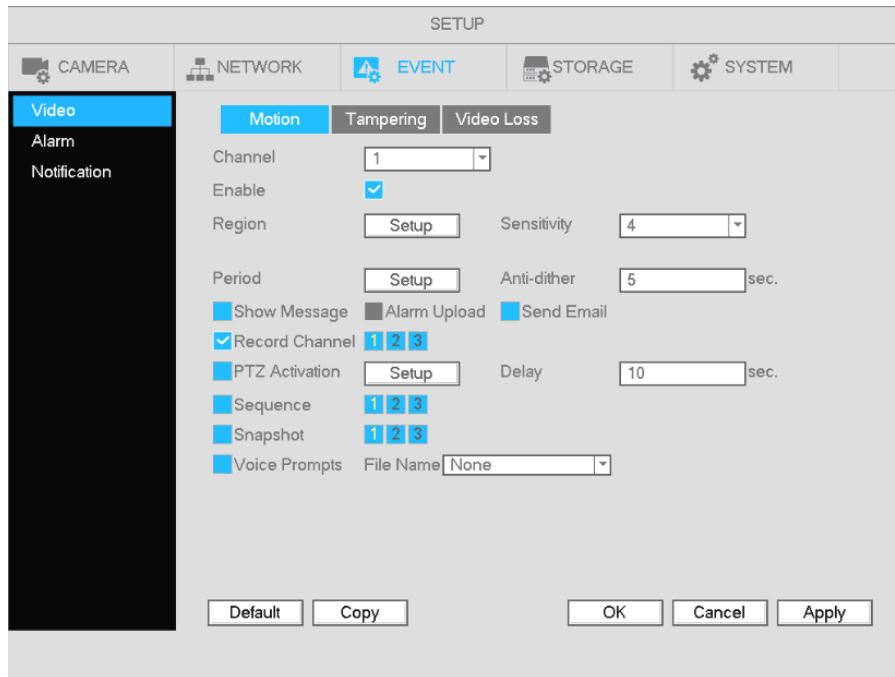 SETUP
CAMERA NETWORK EVENT STORAGE SYSTEM
Video
Alarm
Notification
Motion Tampering Video Loss
Channel 1
Enable
Region Setup Sensitivity 4
Period Setup Anti-dither 5 sec.
Show Message Alarm Upload Send Email
Record Channel 1 2 3
PTZ Activation Setup Delay 10 sec.
Sequence 1 2 3
Snapshot 1 2 3
Voice Prompts File Name None
Default Copy OK Cancel Apply